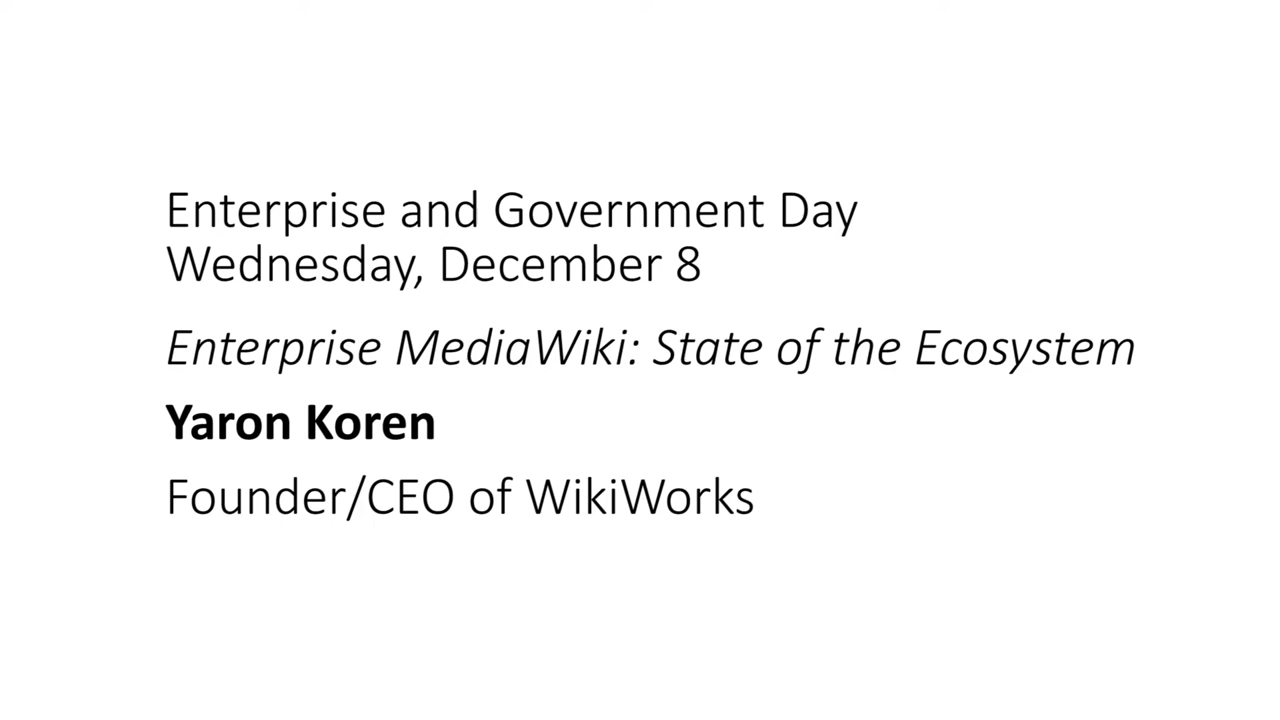 Enterprise and Government Day
Wednesday, December 8
Enterprise MediaWiki: State of the Ecosystem
Yaron Koren
Founder/CEO of WikiWorks